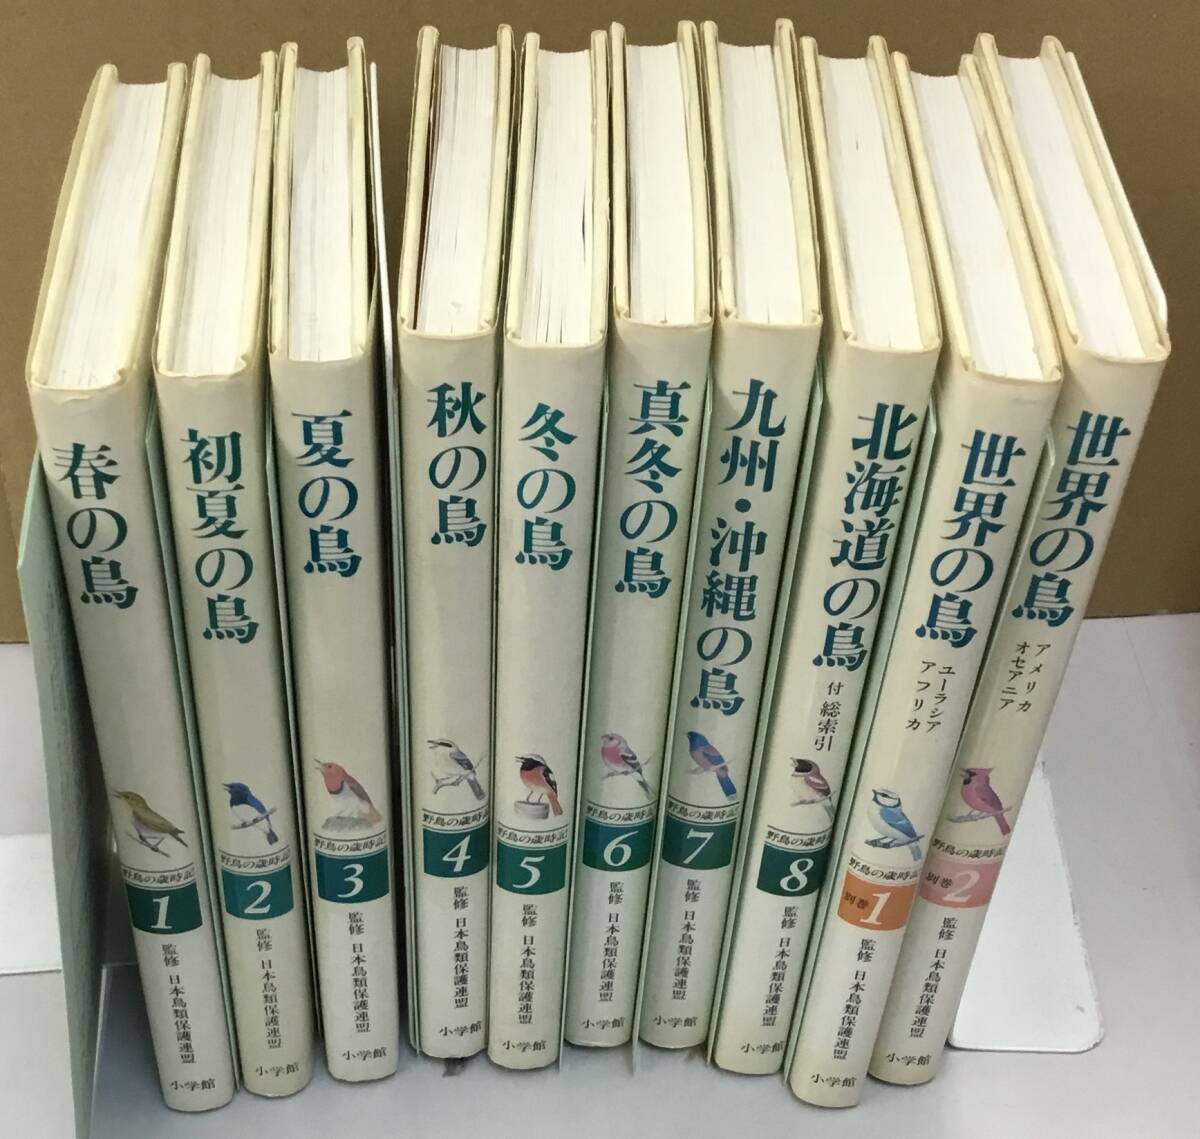 春の鳥
野鳥の歳時記
1
監修 日本鳥類保護連盟
小学館
初夏の鳥
野鳥の歳時記
2
監修 日本鳥類保護連盟
小学館
夏の鳥
野鳥の歳時記
3
監修 日本鳥類保護連盟
小学館
秋の鳥
野鳥の歳時記
4
監修 日本鳥類保護連盟
小学館
冬の鳥
野鳥の歳時記
5
監修 日本鳥類保護連盟
小学館
真冬の鳥
野鳥の歳時記
6
監修 日本鳥類保護連盟
小学館
九州・沖縄の鳥
野鳥の歳時記
7
監修 日本鳥類保護連盟
小学館
北海道の鳥
付 総索引
野鳥の歳時記
8
監修 日本鳥類保護連盟
小学館
世界の鳥
ユーラシア
アフリカ
野鳥の歳時記
別巻1
監修 日本鳥類保護連盟
小学館
世界の鳥
アメリカ
オセアニア
野鳥の歳時記
別巻2
監修 日本鳥類保護連盟
小学館